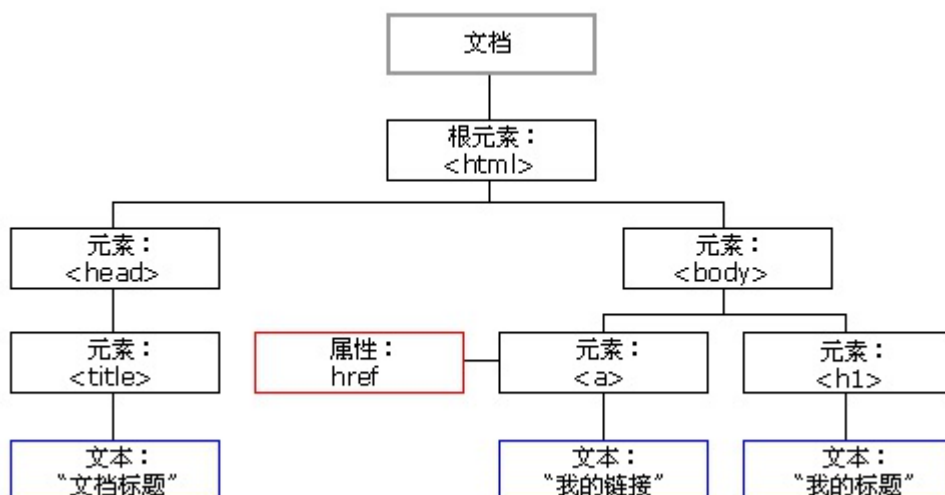 文档
根元素：
<html>
元素：
<head>
元素：
<body>
元素：
<title>
属性：
href
元素：
<a>
元素：
<h1>
文本：
“文档标题”
文本：
“我的链接”
文本：
“我的标题”